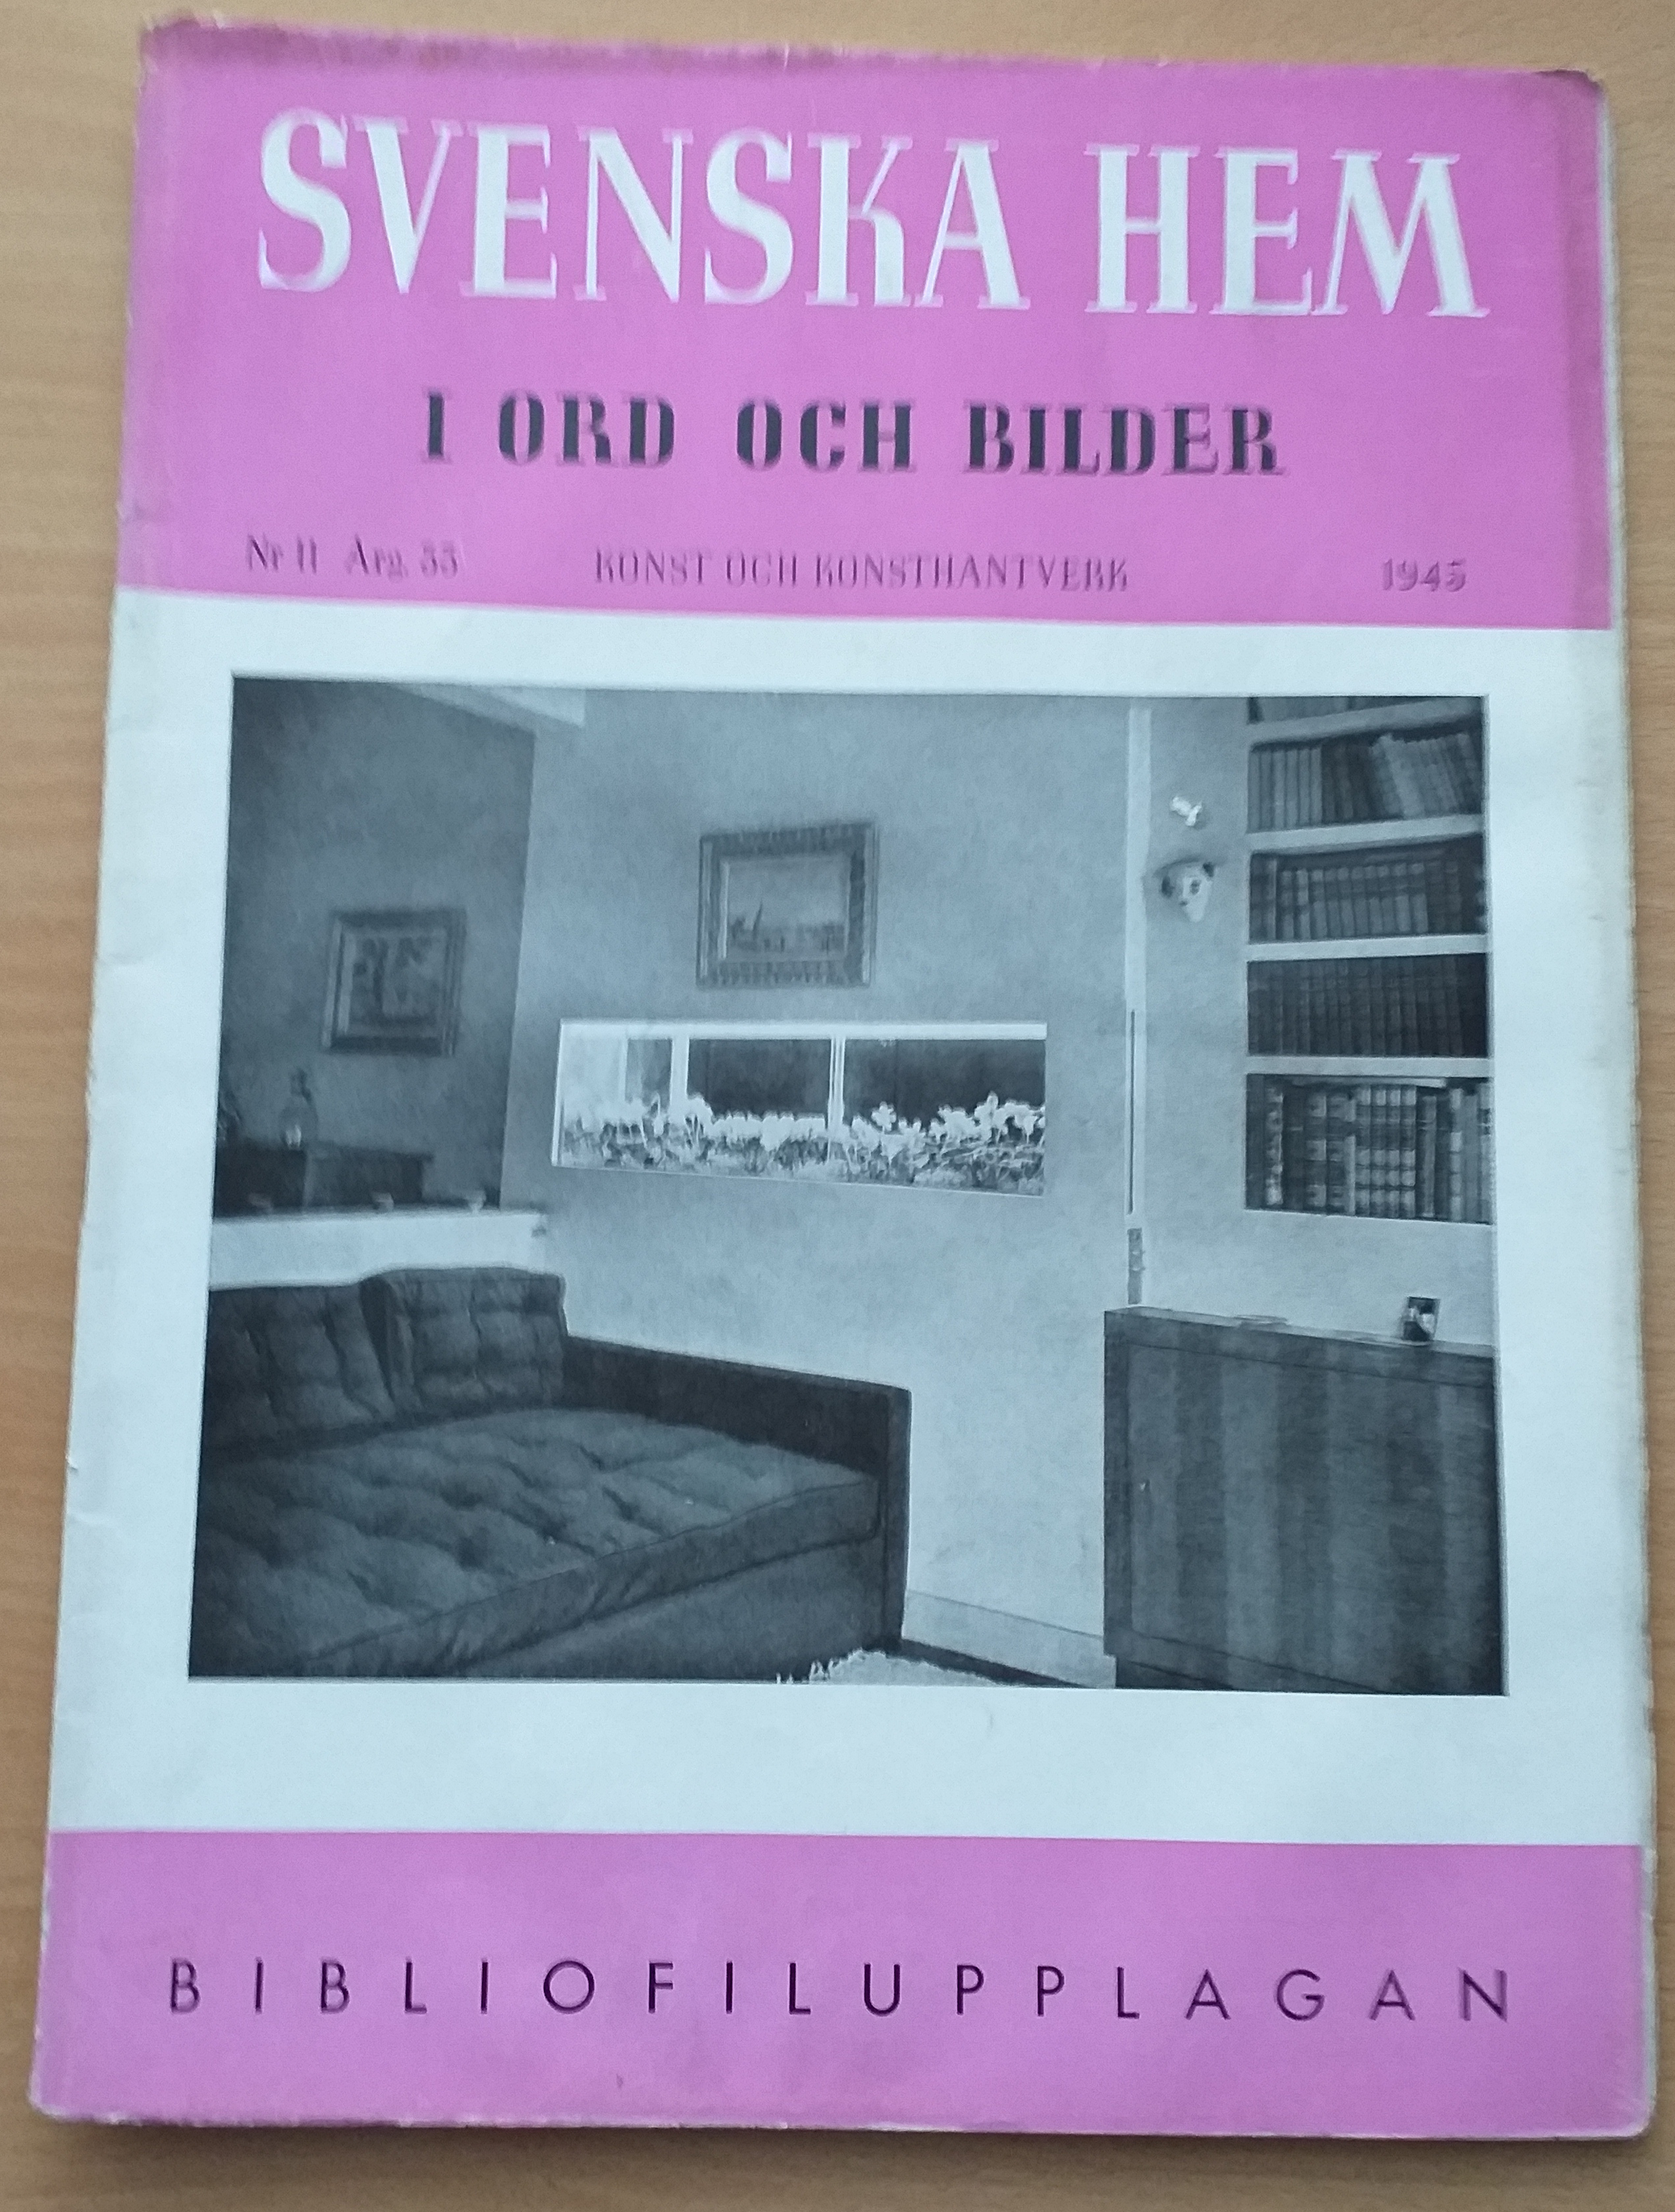 SVENSKA HEM
I ORD OCH BILDER
Nr 11 Årg. 33 KONST OCH KONSTHANTVERK 1945
BIBLIOFILUPPLAGAN